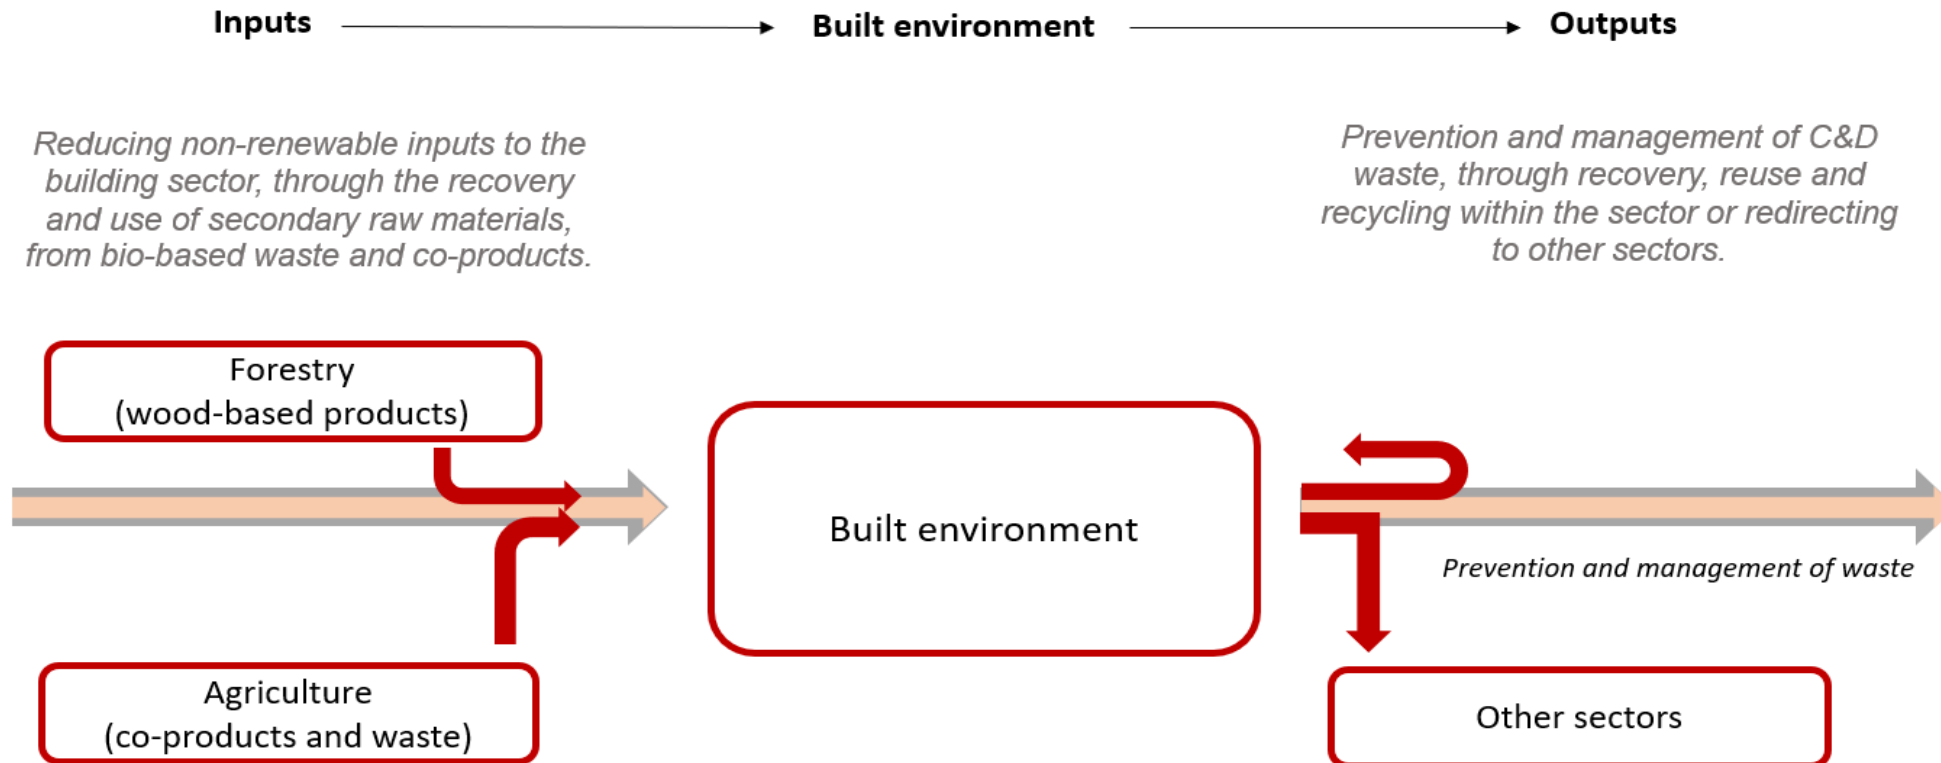 Inputs
Built environment
Outputs
Reducing non-renewable inputs to the
building sector, through the recovery
and use of secondary raw materials,
from bio-based waste and co-products.
Prevention and management of C&D
waste, through recovery, reuse and
recycling within the sector or redirecting
to other sectors.
Forestry
(wood-based products)
Built environment
Prevention and management of waste
Agriculture
(co-products and waste)
Other sectors